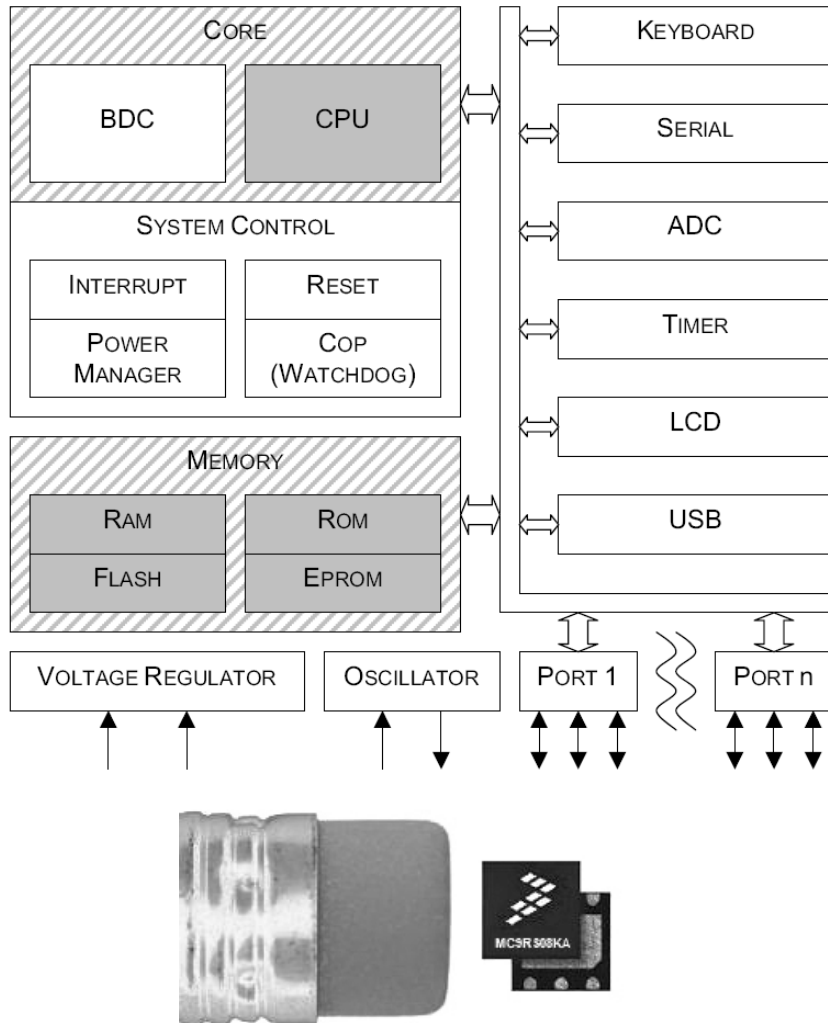 CORE
BDC
CPU
SYSTEM CONTROL
INTERRUPT
RESET
POWER
MANAGER
COP
(WATCHDOG)
MEMORY
RAM
ROM
FLASH
EPROM
VOLTAGE REGULATOR
OSCILLATOR
PORT 1
PORT n
KEYBOARD
SERIAL
ADC
TIMER
LCD
USB
MC9RS08KA